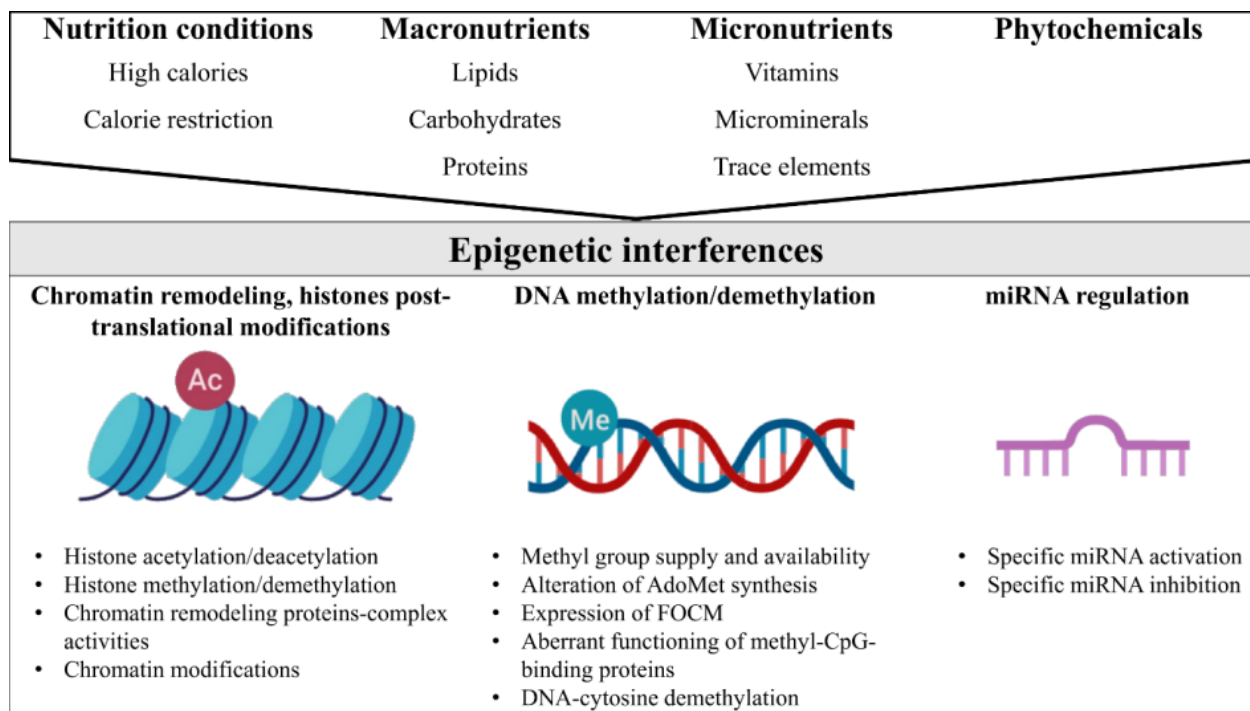 Nutrition conditions
High calories
Calorie restriction
Macronutrients
Lipids
Carbohydrates
Proteins
Micronutrients
Vitamins
Microminerals
Trace elements
Phytochemicals
Epigenetic interferences
Chromatin remodeling, histones post-
translational modifications
Ac
• Histone acetylation/deacetylation
• Histone methylation/demethylation
• Chromatin remodeling proteins-complex
activities
• Chromatin modifications
DNA methylation/demethylation
Me
• Methyl group supply and availability
• Alteration of AdoMet synthesis
• Expression of FOCM
• Aberrant functioning of methyl-CpG-
binding proteins
• DNA-cytosine demethylation
miRNA regulation
• Specific miRNA activation
• Specific miRNA inhibition